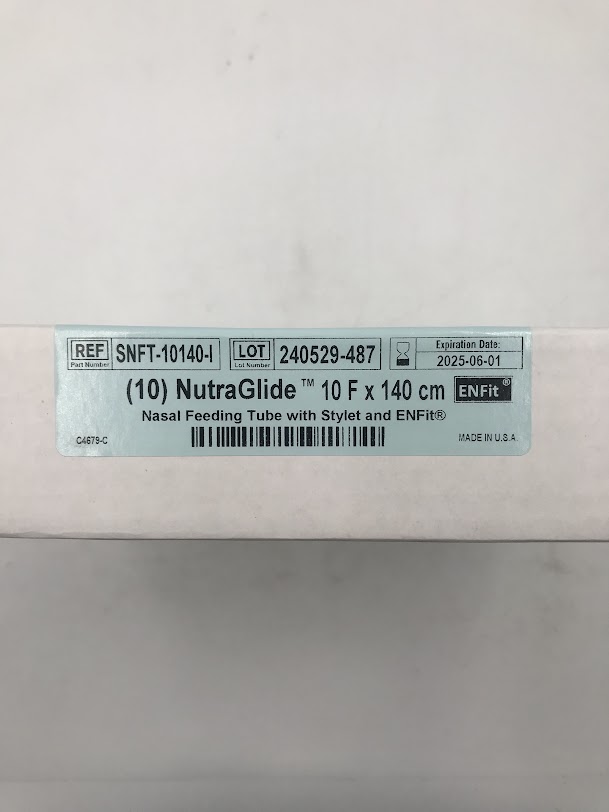 REF SNFT-10140-I LOT 240529-487 Expiration Date:
Part Number Lot Number 2025-06-01
(10) NutraGlide™ 10 F x 140 cm ENFit®
Nasal Feeding Tube with Stylet and ENFit®
C4679-C MADE IN U.S.A.